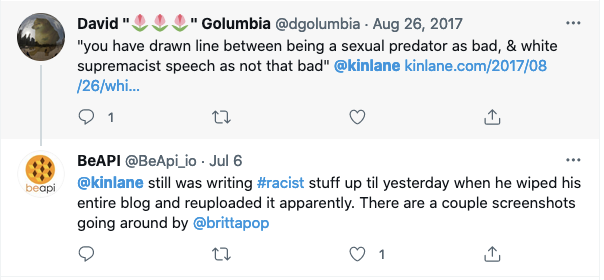 David "🌷🌷🌷" Golumbia @dgolumbia · Aug 26, 2017
"you have drawn line between being a sexual predator as bad, & white
supremacist speech as not that bad" @kinlane kinlane.com/2017/08
/26/whi...
1
BeAPI @BeApi_io · Jul 6
beapi
@kinlane still was writing #racist stuff up til yesterday when he wiped his
entire blog and reuploaded it apparently. There are a couple screenshots
going around by @brittapop
1